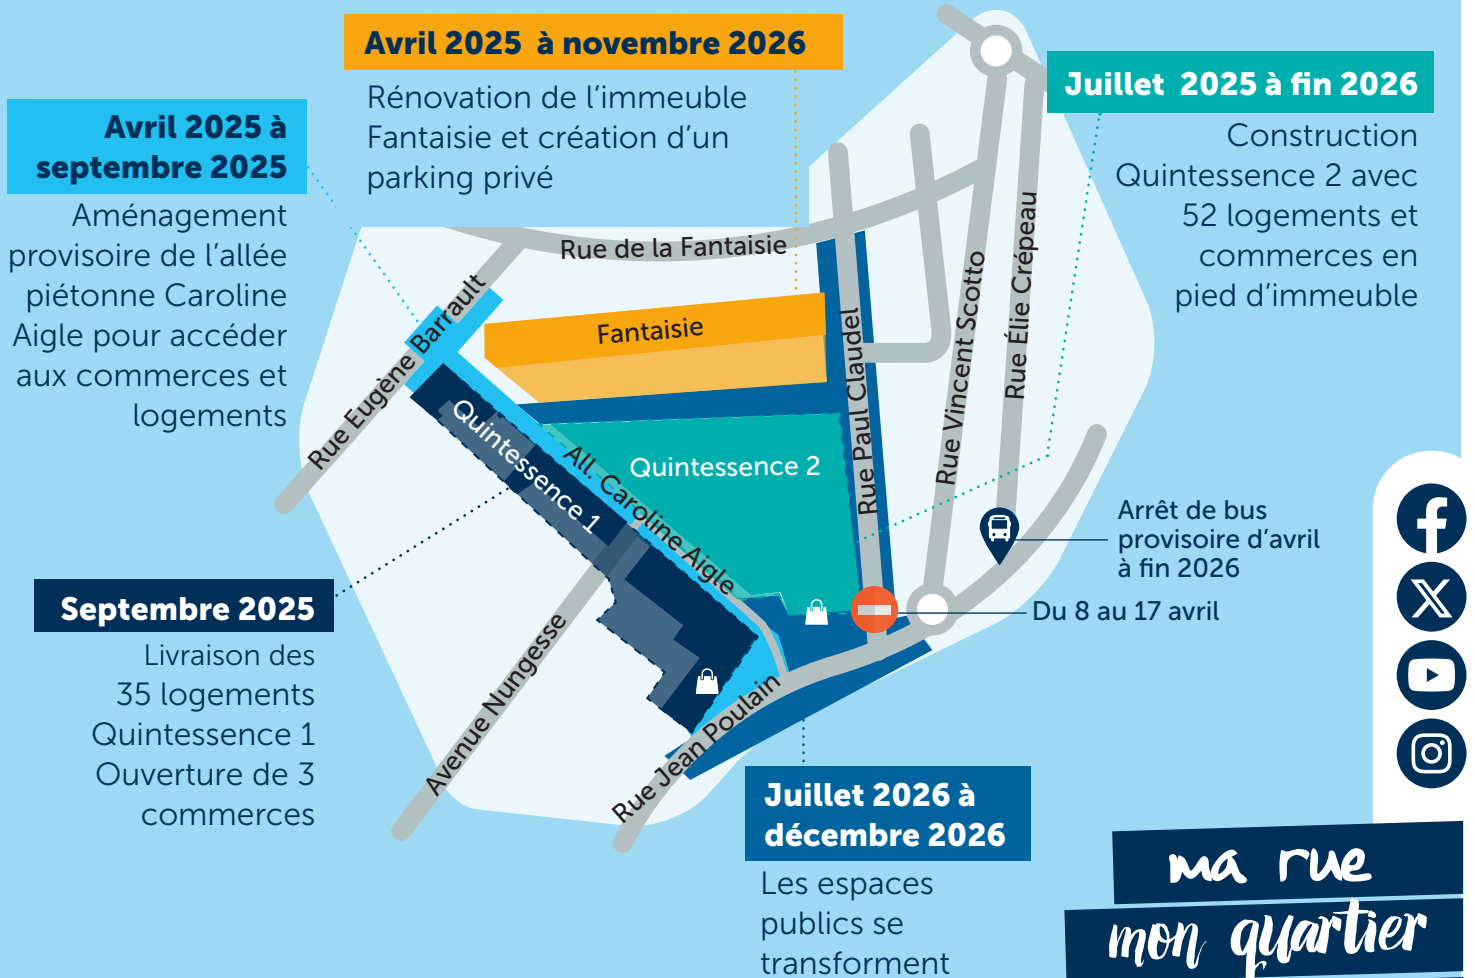 Avril 2025 à novembre 2026
Rénovation de l'immeuble
Fantaisie et création d'un
parking privé
Juillet 2025 à fin 2026
Construction
Quintessence 2 avec
52 logements et
commerces en
pied d'immeuble
Avril 2025 à
septembre 2025
Aménagement
provisoire de l'allée
piétonne Caroline
Aigle pour accéder
aux commerces et
logements
Rue de la Fantaisie
Rue Eugène Barrault
Fantaisie
Rue Paul Claudel
Rue Vincent Scotto
Rue Élie Crépeau
Quintessence 1
All. Caroline Aigle
Quintessence 2
Arrêt de bus
provisoire d'avril
à fin 2026
Du 8 au 17 avril
Septembre 2025
Livraison des
35 logements
Quintessence 1
Ouverture de 3
commerces
Avenue Nungesse
Rue Jean Poulain
Juillet 2026 à
décembre 2026
Les espaces
publics se
transforment
ma rue
mon quartier